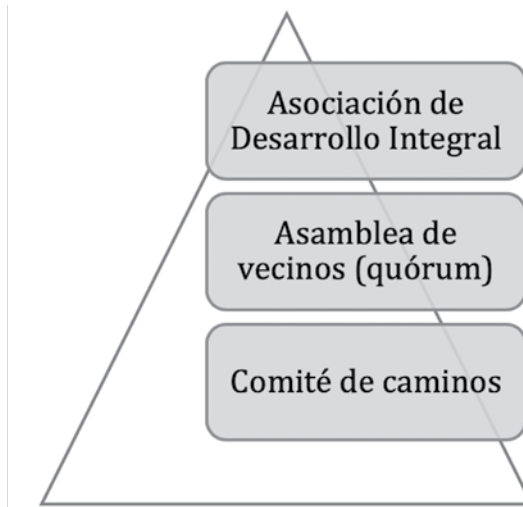 Asociación de
Desarrollo Integral
Asamblea de
vecinos (quórum)
Comité de caminos